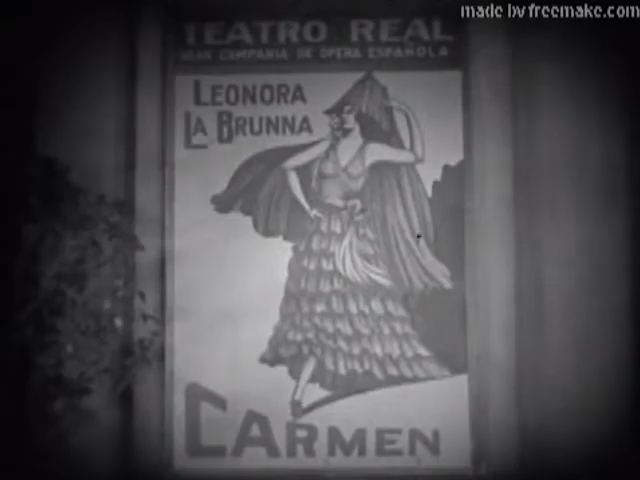 made by freemake.com
TEATRO REAL
GRAN COMPAÑIA DE OPERA ESPAÑOLA
LEONORA
LA BRUNNA
CARMEN